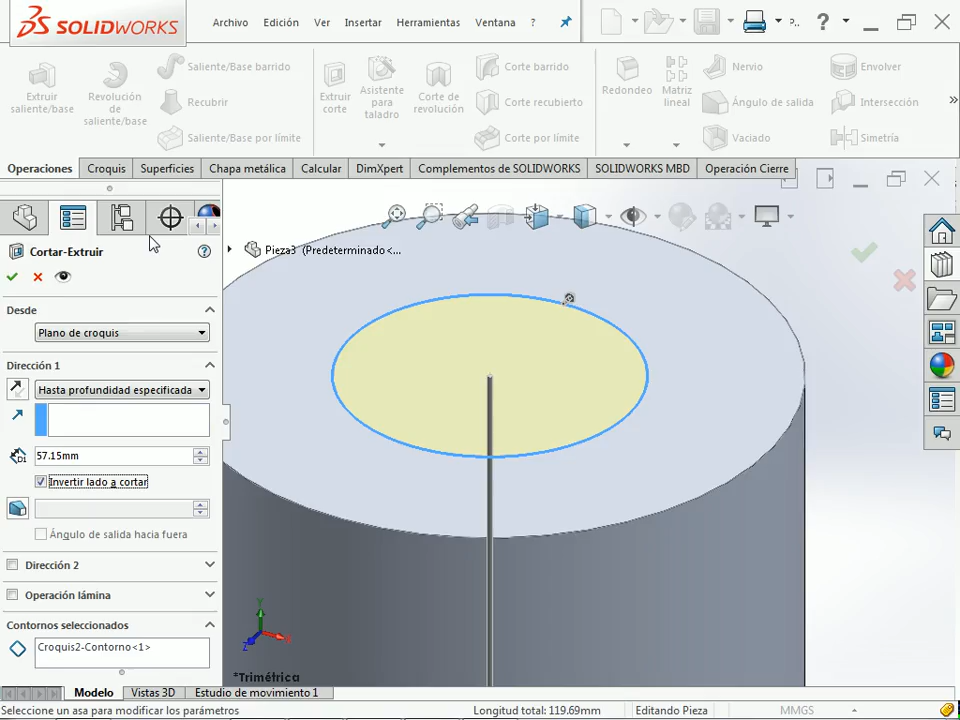 SOLIDWORKS
Archivo Edición Ver Insertar Herramientas Ventana ? P.. ?
Extruir saliente/base
Revolución de saliente/base
Saliente/Base barrido
Recubrir
Saliente/Base por límite
Extruir corte
Asistente para taladro
Corte de revolución
Corte barrido
Corte recubierto
Corte por límite
Redondeo
Matriz lineal
Nervio
Ángulo de salida
Vaciado
Envolver
Intersección
Simetría
»
Operaciones Croquis Superficies Chapa metálica Calcular DimXpert Complementos de SOLIDWORKS SOLIDWORKS MBD Operación Cierre
Cortar-Extruir ?
Pieza3 (Predeterminado<...
Desde
Plano de croquis
Dirección 1
Hasta profundidad especificada
D1 57.15mm
Invertir lado a cortar
Ángulo de salida hacia fuera
Dirección 2
Operación lámina
Contornos seleccionados
Croquis2-Contorno<1>
Y
X
Z
*Trimétrica
Modelo Vistas 3D Estudio de movimiento 1
Seleccione un asa para modificar los parámetros Longitud total: 119.69mm Editando Pieza MMGS